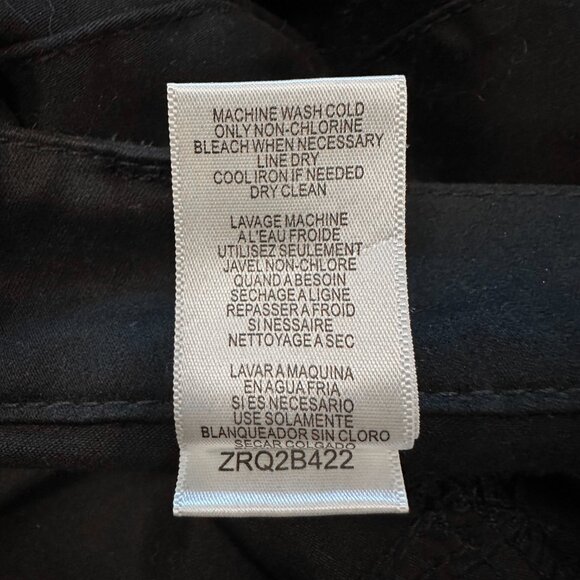 MACHINE WASH COLD
ONLY NON-CHLORINE
BLEACH WHEN NECESSARY
LINE DRY
COOL IRON IF NEEDED
DRY CLEAN
LAVAGE MACHINE
A L'EAU FROIDE
UTILISEZ SEULEMENT
JAVEL NON-CHLORE
QUAND A BESOIN
SECHAGE A LIGNE
REPASSER A FROID
SI NESSAIRE
NETTOYAGE A SEC
LAVAR A MAQUINA
EN AGUA FRIA
SI ES NECESARIO
USE SOLAMENTE
BLANQUEADOR SIN CLORO
SECAR COLGADO
ZRQ2B422